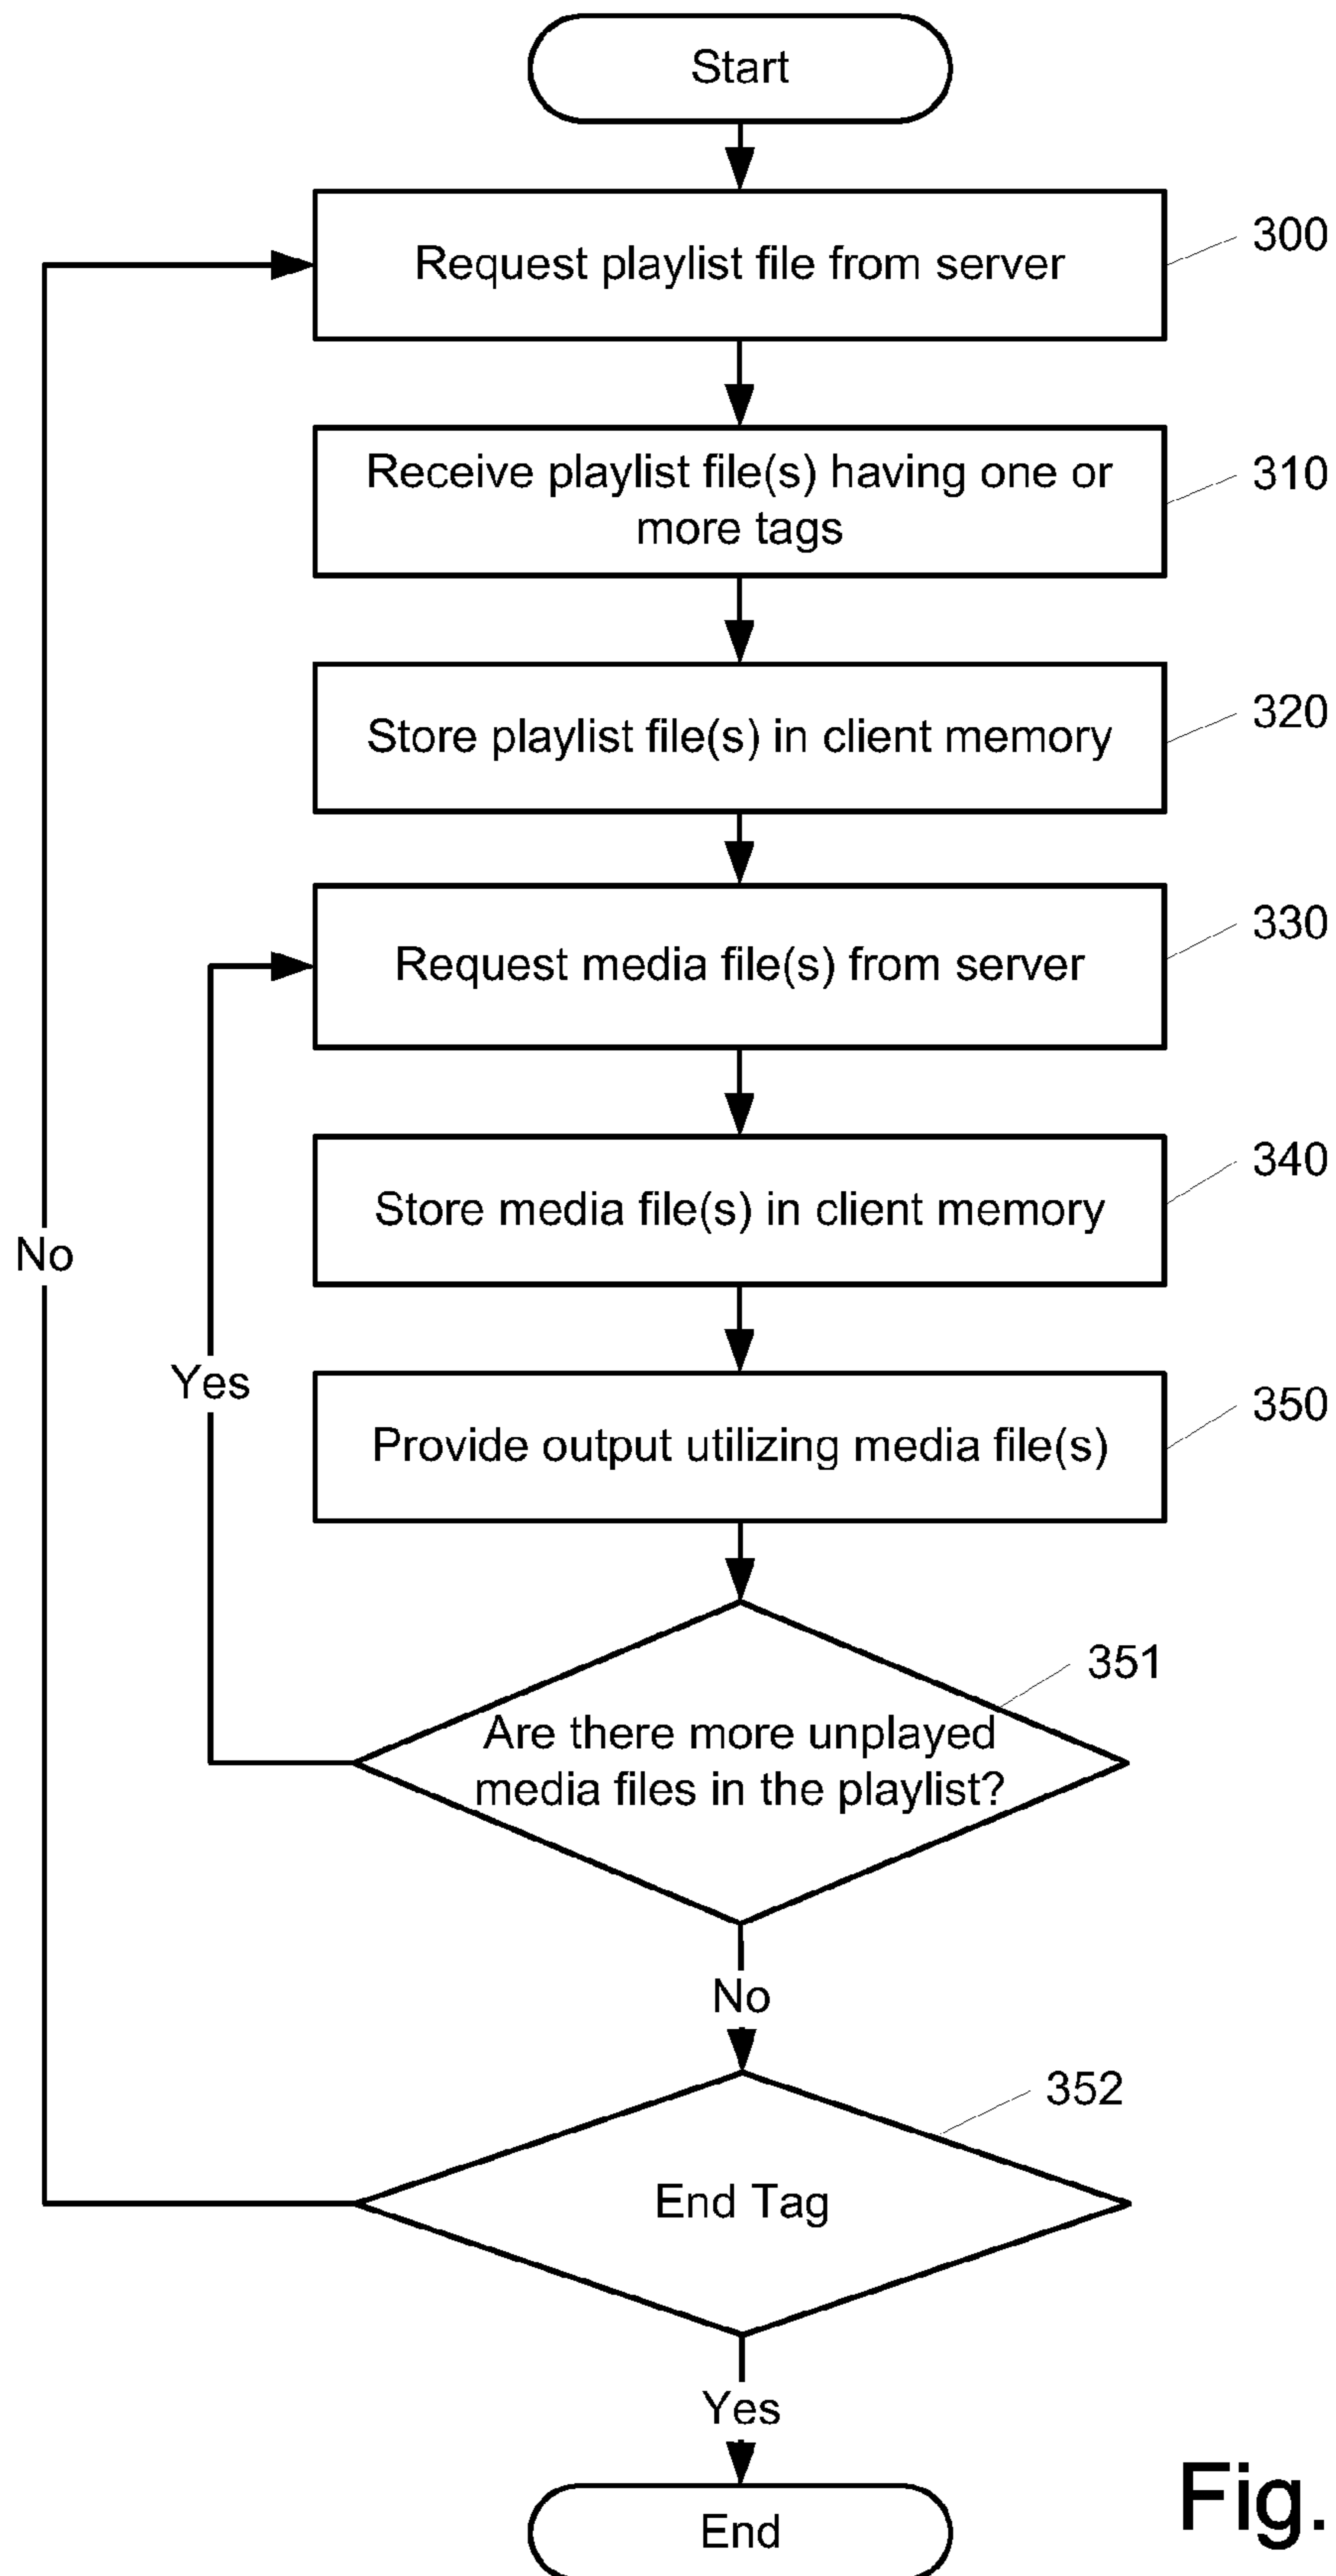 Start
Request playlist file from server
300
Receive playlist file(s) having one or
more tags
310
Store playlist file(s) in client memory
320
Request media file(s) from server
330
Store media file(s) in client memory
340
No
Yes
Provide output utilizing media file(s)
350
351
Are there more unplayed
media files in the playlist?
No
352
End Tag
Yes
End
Fig.